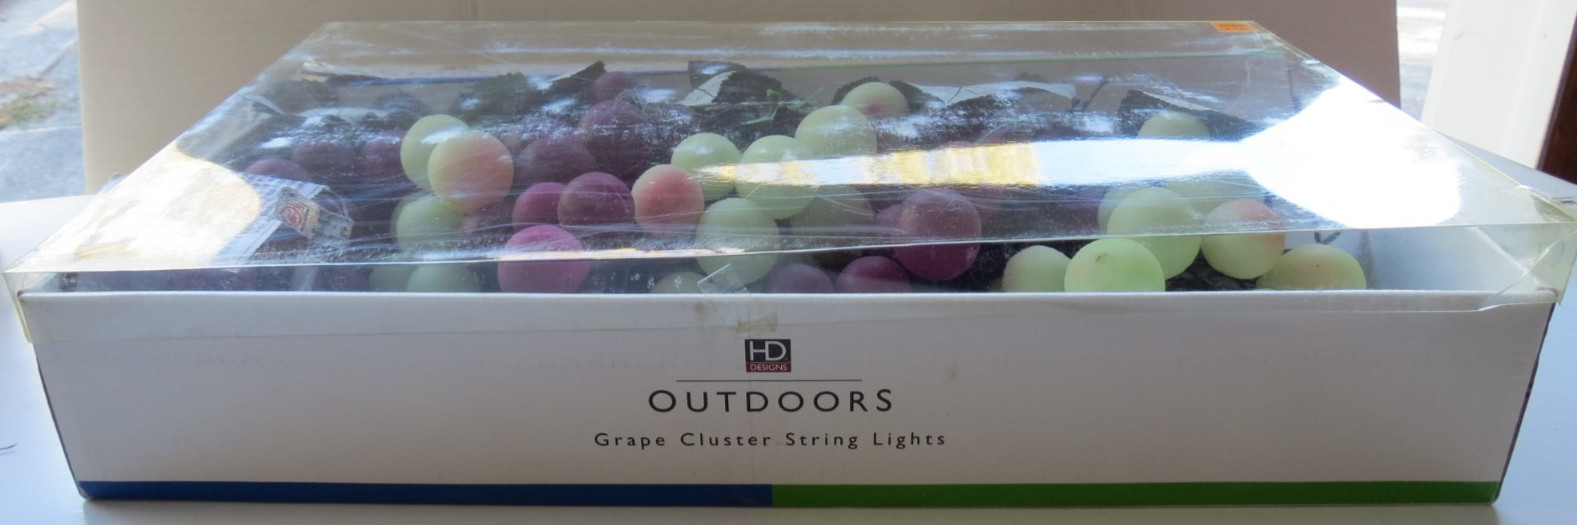 HD
DESIGNS
OUTDOORS
Grape Cluster String Lights